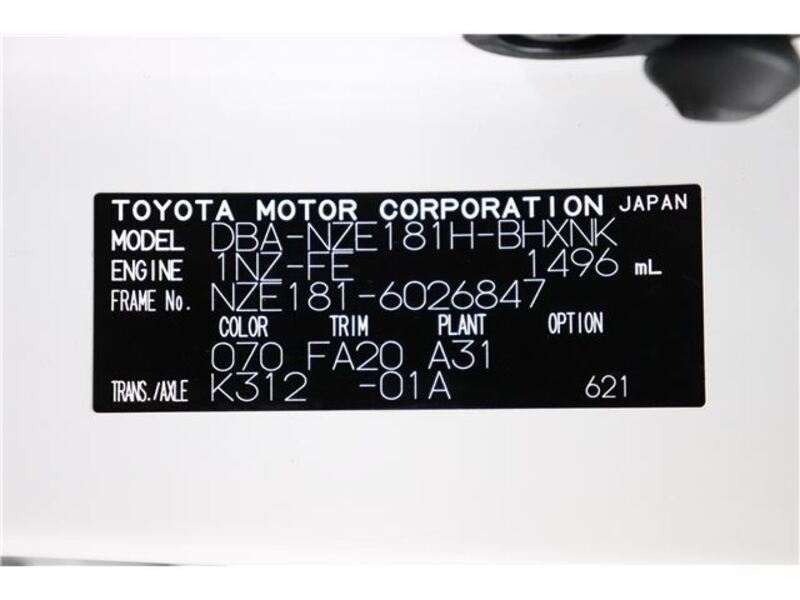 TOYOTA MOTOR CORPORATION JAPAN
MODEL DBA-NZE181H-BHXNK
ENGINE 1NZ-FE 1496 mL
FRAME No. NZE181-6026847
COLOR TRIM PLANT OPTION
070 FA20 A31
TRANS./AXLE K312 -01A 621